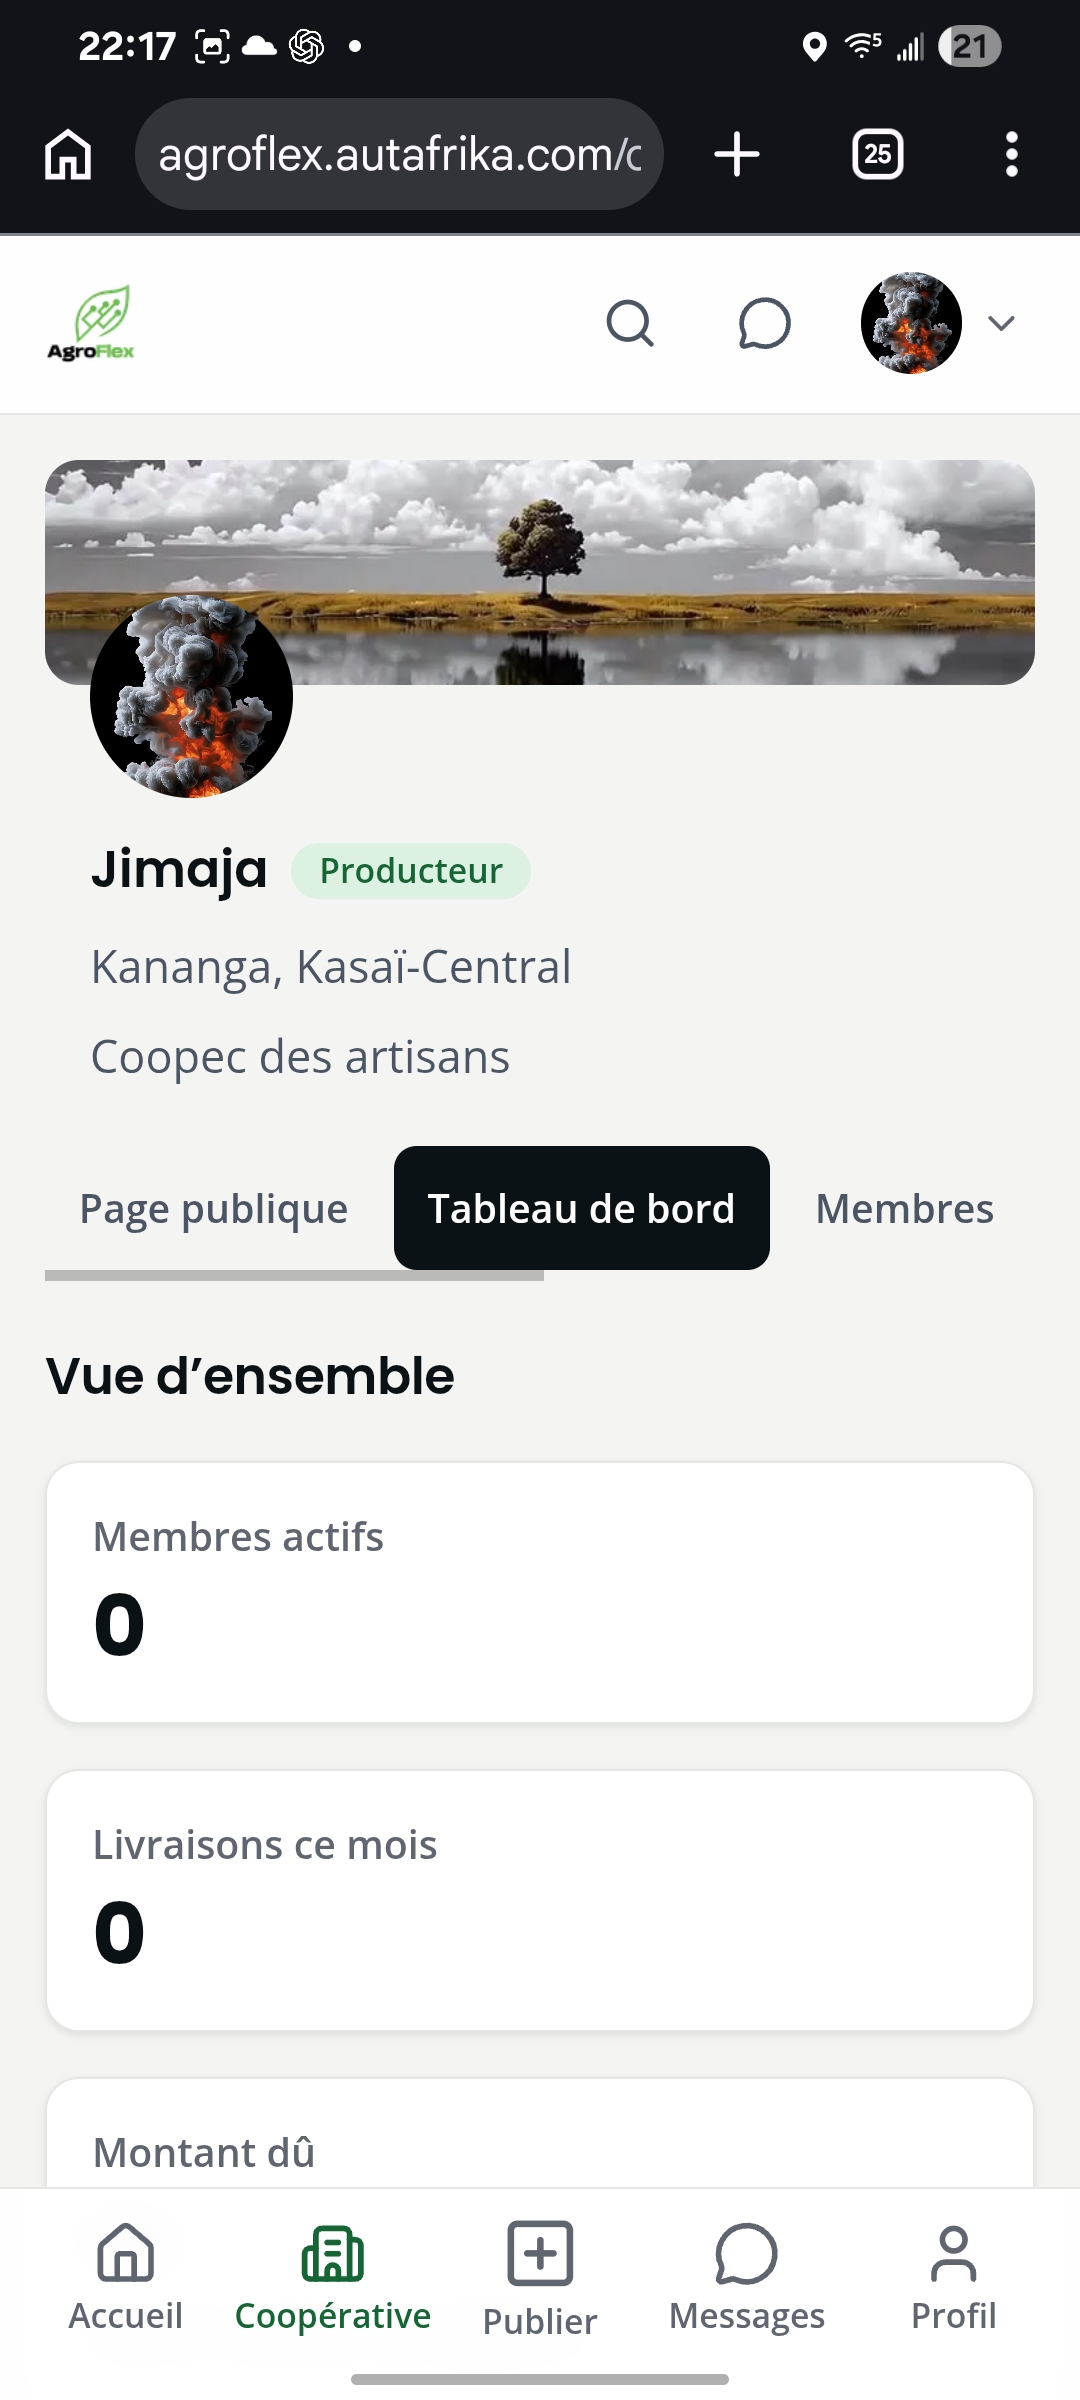 22:17
5
21
agroflex.autafrika.com/c
25
AgroFlex
Jimaja
Producteur
Kananga, Kasaï-Central
Coopec des artisans
Page publique
Tableau de bord
Membres
Vue d’ensemble
Membres actifs
0
Livraisons ce mois
0
Montant dû
Accueil
Coopérative
Publier
Messages
Profil